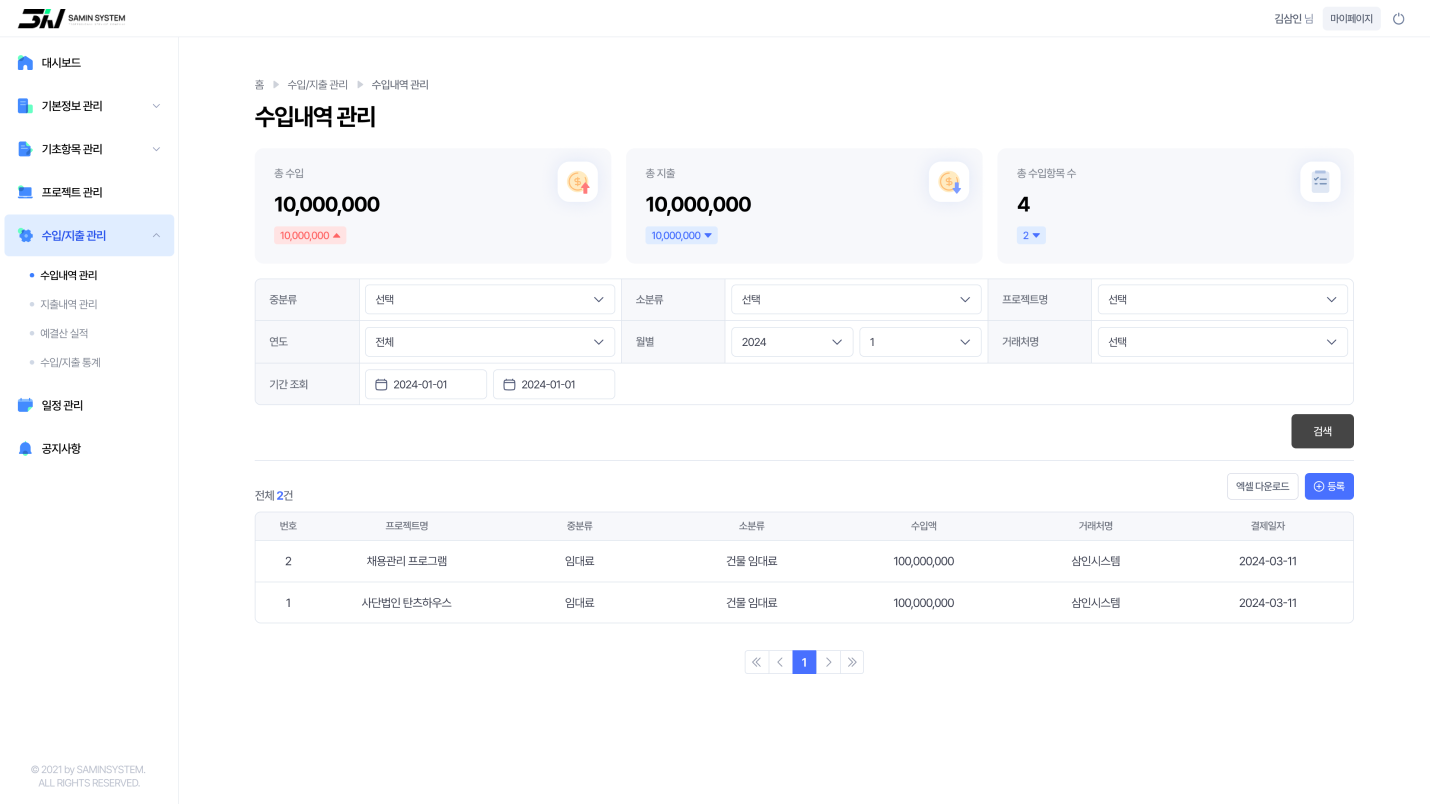 SAMIN SYSTEM
김삼인 님
마이페이지
대시보드
기본정보 관리
기초항목 관리
프로젝트 관리
수입/지출 관리
수입내역 관리
지출내역 관리
예결산 실적
수입/지출 통계
일정 관리
공지사항
© 2021 by SAMINSYSTEM.
ALL RIGHTS RESERVED.
홈 ▶ 수입/지출 관리 ▶ 수입내역 관리
수입내역 관리
총 수입
10,000,000
10,000,000 ▲
총 지출
10,000,000
10,000,000 ▼
총 수입항목 수
4
2 ▼
중분류 선택 소분류 선택 프로젝트명 선택
연도 전체 월별 2024 1 거래처명 선택
기간 조회 2024-01-01 2024-01-01
검색
전체 2건
엑셀 다운로드
등록
번호 프로젝트명 중분류 소분류 수입액 거래처명 결제일자
2 채용관리 프로그램 임대료 건물 임대료 100,000,000 삼인시스템 2024-03-11
1 사단법인 탄츠하우스 임대료 건물 임대료 100,000,000 삼인시스템 2024-03-11
1